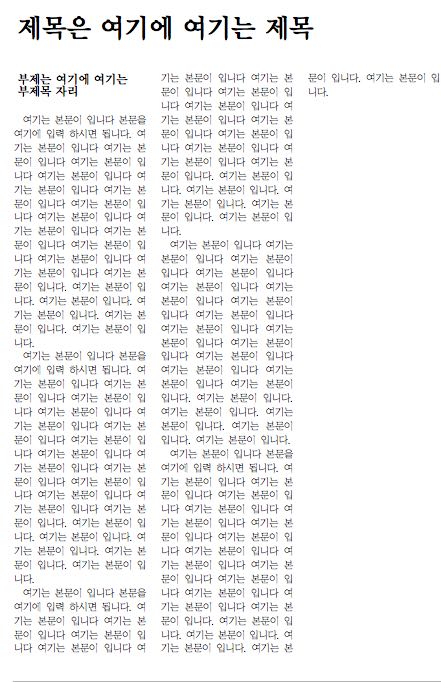 제목은 여기에 여기는 제목
부제는 여기에 여기는
부제목 자리
여기는 본문이 입니다 본문을
여기에 입력 하시면 됩니다. 여
기는 본문이 입니다 여기는 본
문이 입니다 여기는 본문이 입
니다 여기는 본문이 입니다 여
기는 본문이 입니다 여기는 본
문이 입니다 여기는 본문이 입
니다 여기는 본문이 입니다 여
기는 본문이 입니다 여기는 본
문이 입니다 여기는 본문이 입
니다 여기는 본문이 입니다 여
기는 본문이 입니다 여기는 본
문이 입니다. 여기는 본문이 입
니다. 여기는 본문이 입니다. 여
기는 본문이 입니다. 여기는 본
문이 입니다. 여기는 본문이 입
니다.
여기는 본문이 입니다 본문을
여기에 입력 하시면 됩니다. 여
기는 본문이 입니다 여기는 본
문이 입니다 여기는 본문이 입
니다 여기는 본문이 입니다 여
기는 본문이 입니다 여기는 본
문이 입니다 여기는 본문이 입
니다 여기는 본문이 입니다 여
기는 본문이 입니다 여기는 본
문이 입니다 여기는 본문이 입
니다 여기는 본문이 입니다 여
기는 본문이 입니다 여기는 본
문이 입니다. 여기는 본문이 입
니다. 여기는 본문이 입니다. 여
기는 본문이 입니다. 여기는 본
문이 입니다. 여기는 본문이 입
니다.
여기는 본문이 입니다 본문을
여기에 입력 하시면 됩니다. 여
기는 본문이 입니다 여기는 본
문이 입니다 여기는 본문이 입
니다 여기는 본문이 입니다 여
기는 본문이 입니다 여기는 본
문이 입니다 여기는 본문이 입
니다 여기는 본문이 입니다 여
기는 본문이 입니다 여기는 본
문이 입니다 여기는 본문이 입
니다 여기는 본문이 입니다 여
기는 본문이 입니다 여기는 본
문이 입니다. 여기는 본문이 입
니다. 여기는 본문이 입니다. 여
기는 본문이 입니다. 여기는 본
문이 입니다. 여기는 본문이 입
니다.
여기는 본문이 입니다 여기는
본문이 입니다 여기는 본문이
입니다 여기는 본문이 입니다
여기는 본문이 입니다 여기는
본문이 입니다 여기는 본문이
입니다 여기는 본문이 입니다
여기는 본문이 입니다 여기는
본문이 입니다 여기는 본문이
입니다 여기는 본문이 입니다
여기는 본문이 입니다 여기는
본문이 입니다 여기는 본문이
입니다. 여기는 본문이 입니다.
여기는 본문이 입니다. 여기는
본문이 입니다. 여기는 본문이
입니다. 여기는 본문이 입니다.
여기는 본문이 입니다 본문을
여기에 입력 하시면 됩니다. 여
기는 본문이 입니다 여기는 본
문이 입니다 여기는 본문이 입
니다 여기는 본문이 입니다 여
기는 본문이 입니다 여기는 본
문이 입니다 여기는 본문이 입
니다 여기는 본문이 입니다 여
기는 본문이 입니다 여기는 본
문이 입니다 여기는 본문이 입
니다 여기는 본문이 입니다 여
기는 본문이 입니다 여기는 본
문이 입니다. 여기는 본문이 입
니다. 여기는 본문이 입니다. 여
기는 본문이 입니다. 여기는 본
문이 입니다. 여기는 본문이 입
니다.